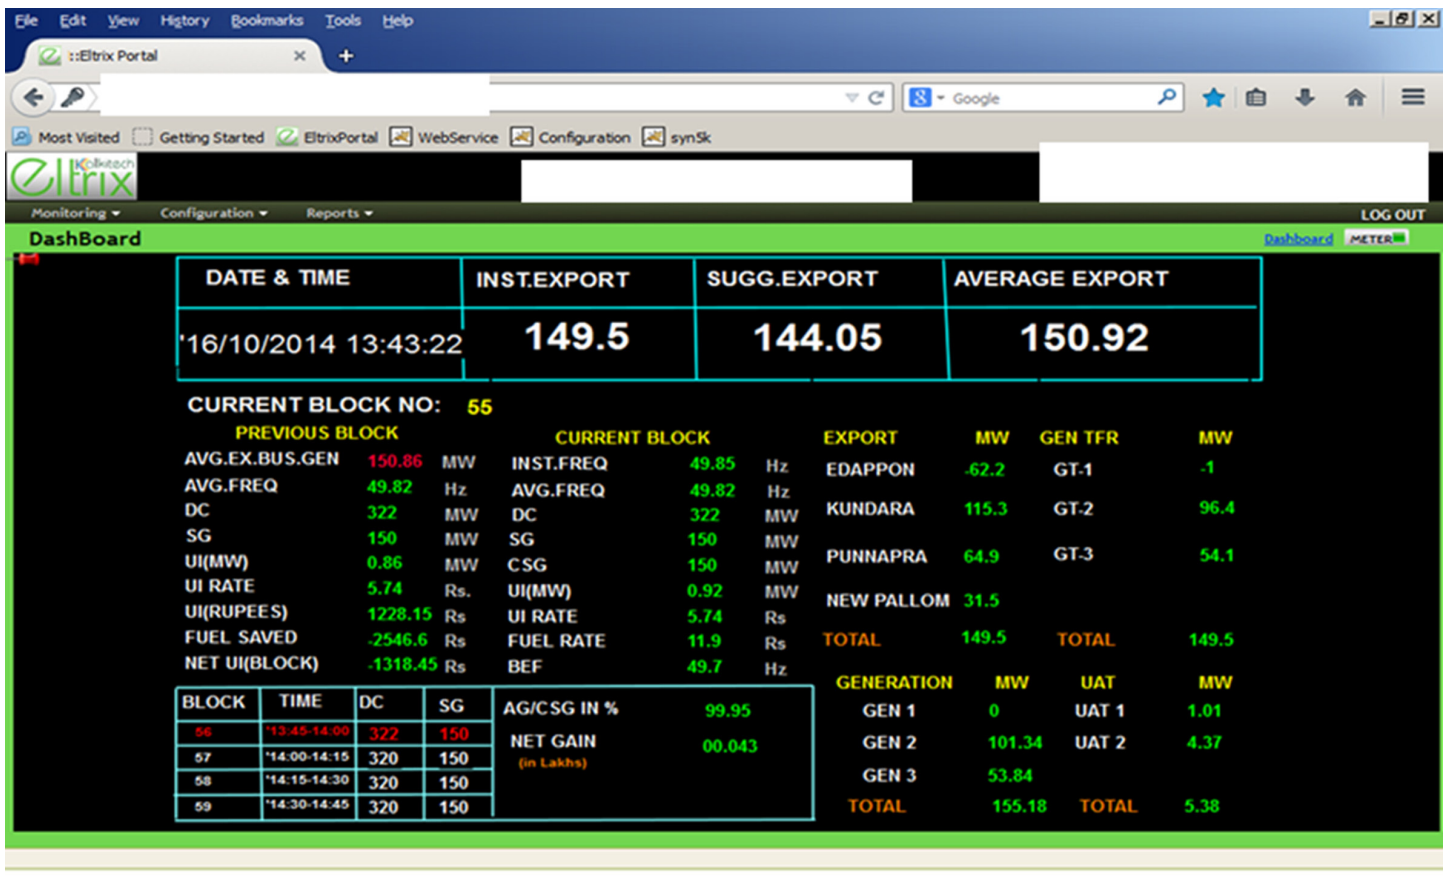 File Edit View History Bookmarks Tools Help
::Eltrix Portal × +
8 Google
Most Visited Getting Started EltrixPortal WebService Configuration synSk
Kalkitech
eltrix
Monitoring Configuration Reports LOG OUT
DashBoard Dashboard METER
DATE & TIME INST.EXPORT SUGG.EXPORT AVERAGE EXPORT
'16/10/2014 13:43:22 149.5 144.05 150.92
CURRENT BLOCK NO: 55
PREVIOUS BLOCK CURRENT BLOCK EXPORT MW GEN TFR MW
AVG.EX.BUS.GEN 150.86 MW INST.FREQ 49.85 Hz EDAPPON -62.2 GT-1 -1
AVG.FREQ 49.82 Hz AVG.FREQ 49.82 Hz
DC 322 MW DC 322 MW KUNDARA 115.3 GT-2 96.4
SG 150 MW SG 150 MW
UI(MW) 0.86 MW CSG 150 MW PUNNAPRA 64.9 GT-3 54.1
UI RATE 5.74 Rs. UI(MW) 0.92 MW NEW PALLOM 31.5
UI(RUPEES) 1228.15 Rs UI RATE 5.74 Rs
FUEL SAVED -2546.6 Rs FUEL RATE 11.9 Rs TOTAL 149.5 TOTAL 149.5
NET UI(BLOCK) -1318.45 Rs BEF 49.7 Hz
GENERATION MW UAT MW
BLOCK TIME DC SG AG/CSG IN % 99.95 GEN 1 0 UAT 1 1.01
56 '13:45-14:00 322 150 NET GAIN 00.043 GEN 2 101.34 UAT 2 4.37
57 '14:00-14:15 320 150 (in Lakhs)
58 '14:15-14:30 320 150 GEN 3 53.84
59 '14:30-14:45 320 150 TOTAL 155.18 TOTAL 5.38